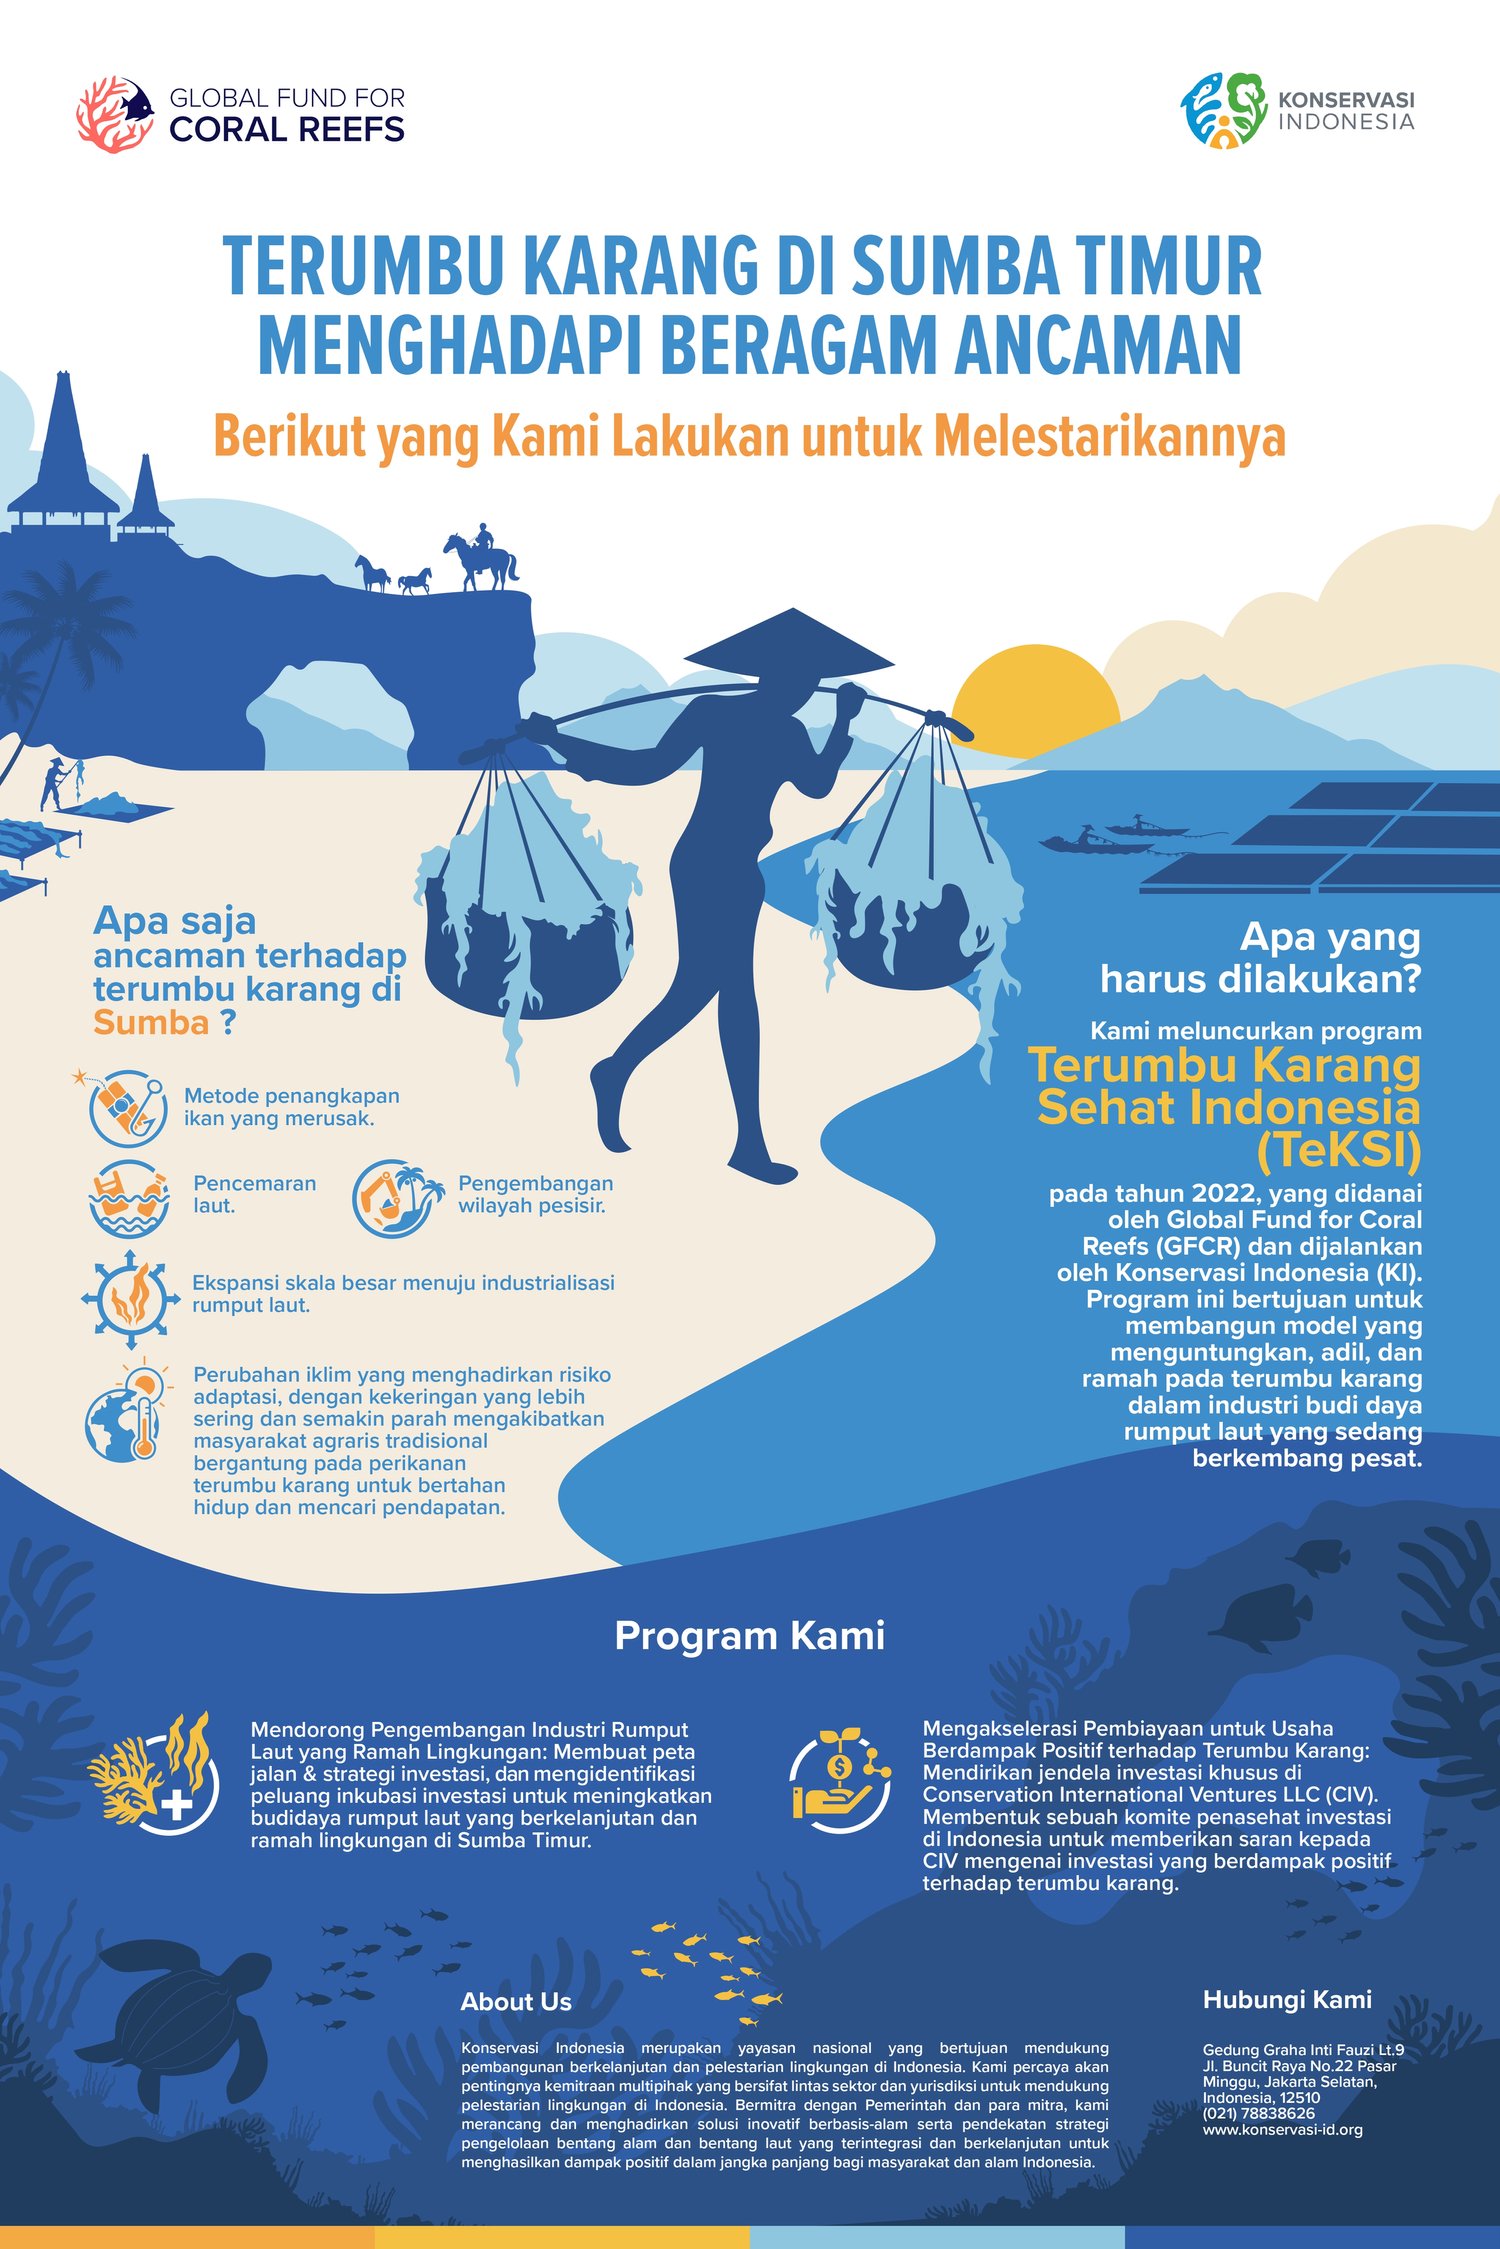 GLOBAL FUND FOR
CORAL REEFS
KONSERVASI
INDONESIA
TERUMBU KARANG DI SUMBA TIMUR
MENGHADAPI BERAGAM ANCAMAN
Berikut yang Kami Lakukan untuk Melestarikannya
Apa saja
ancaman terhadap
terumbu karang di
Sumba ?
Metode penangkapan
ikan yang merusak.
Pencemaran
laut.
Pengembangan
wilayah pesisir.
Ekspansi skala besar menuju industrialisasi
rumput laut.
Perubahan iklim yang menghadirkan risiko
adaptasi, dengan kekeringan yang lebih
sering dan semakin parah mengakibatkan
masyarakat agraris tradisional
bergantung pada perikanan
terumbu karang untuk bertahan
hidup dan mencari pendapatan.
Apa yang
harus dilakukan?
Kami meluncurkan program
Terumbu Karang
Sehat Indonesia
(TeKSI)
pada tahun 2022, yang didanai
oleh Global Fund for Coral
Reefs (GFCR) dan dijalankan
oleh Konservasi Indonesia (KI).
Program ini bertujuan untuk
membangun model yang
menguntungkan, adil, dan
ramah pada terumbu karang
dalam industri budi daya
rumput laut yang sedang
berkembang pesat.
Program Kami
Mendorong Pengembangan Industri Rumput
Laut yang Ramah Lingkungan: Membuat peta
jalan & strategi investasi, dan mengidentifikasi
peluang inkubasi investasi untuk meningkatkan
budidaya rumput laut yang berkelanjutan dan
ramah lingkungan di Sumba Timur.
$
Mengakselerasi Pembiayaan untuk Usaha
Berdampak Positif terhadap Terumbu Karang:
Mendirikan jendela investasi khusus di
Conservation International Ventures LLC (CIV).
Membentuk sebuah komite penasehat investasi
di Indonesia untuk memberikan saran kepada
CIV mengenai investasi yang berdampak positif
terhadap terumbu karang.
About Us
Konservasi Indonesia merupakan yayasan nasional yang bertujuan mendukung
pembangunan berkelanjutan dan pelestarian lingkungan di Indonesia. Kami percaya akan
pentingnya kemitraan multipihak yang bersifat lintas sektor dan yurisdiksi untuk mendukung
pelestarian lingkungan di Indonesia. Bermitra dengan Pemerintah dan para mitra, kami
merancang dan menghadirkan solusi inovatif berbasis-alam serta pendekatan strategi
pengelolaan bentang alam dan bentang laut yang terintegrasi dan berkelanjutan untuk
menghasilkan dampak positif dalam jangka panjang bagi masyarakat dan alam Indonesia.
Hubungi Kami
Gedung Graha Inti Fauzi Lt.9
Jl. Buncit Raya No.22 Pasar
Minggu, Jakarta Selatan,
Indonesia, 12510
(021) 78838626
www.konservasi-id.org